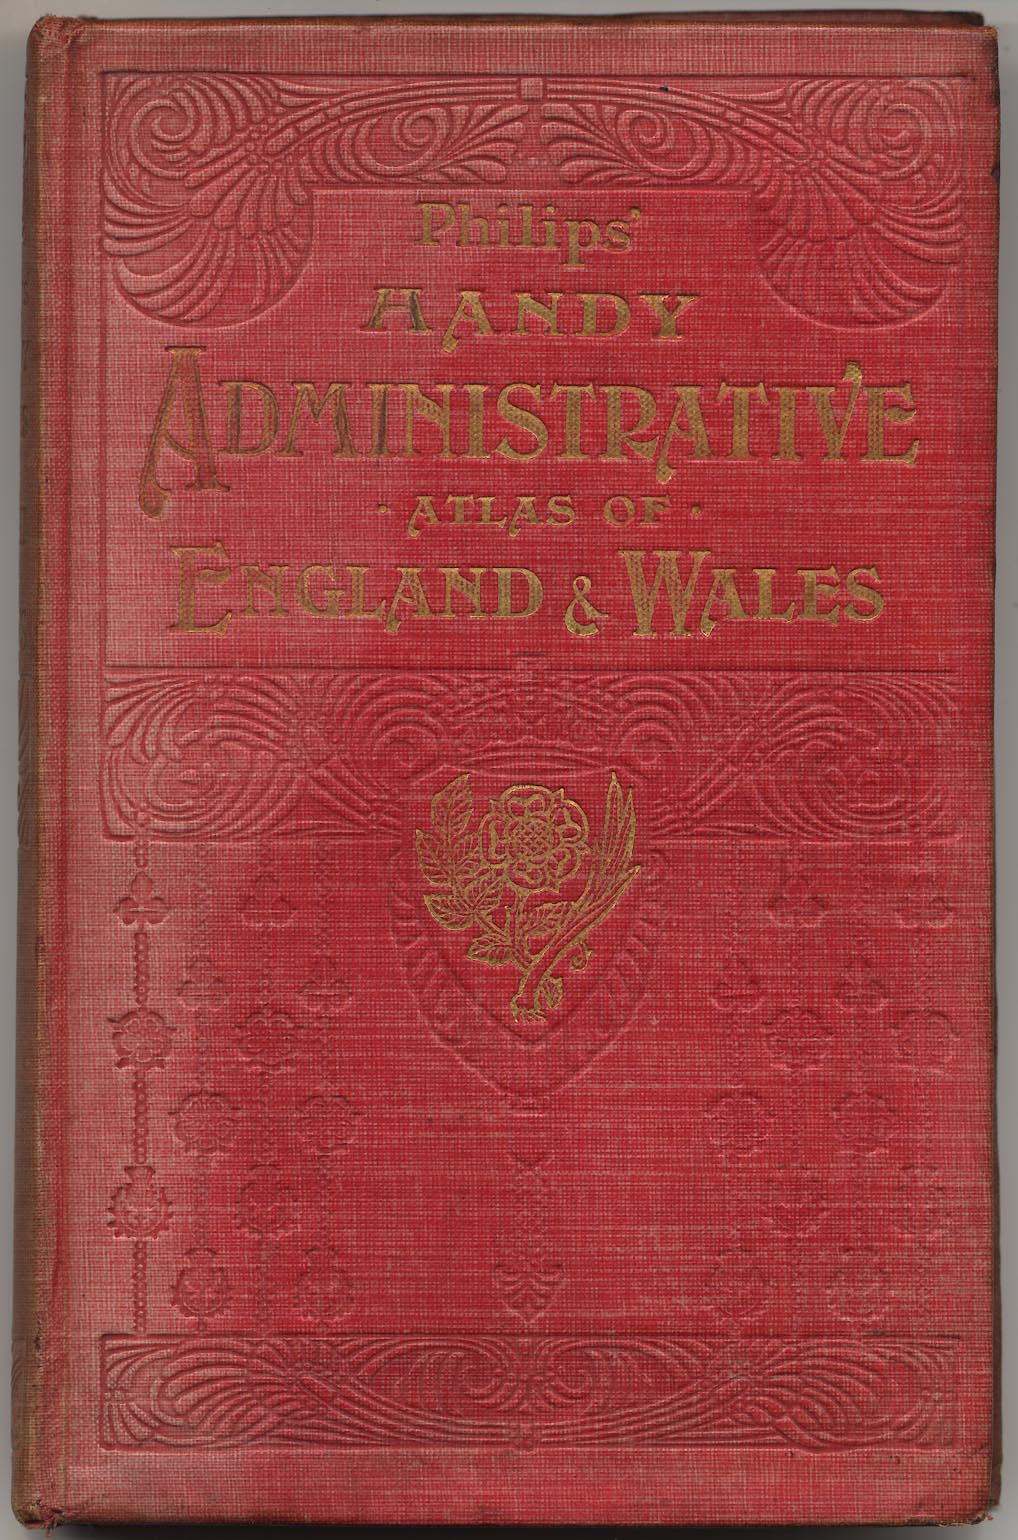 Philips'
HANDY
ADMINISTRATIVE
· ATLAS OF ·
ENGLAND & WALES